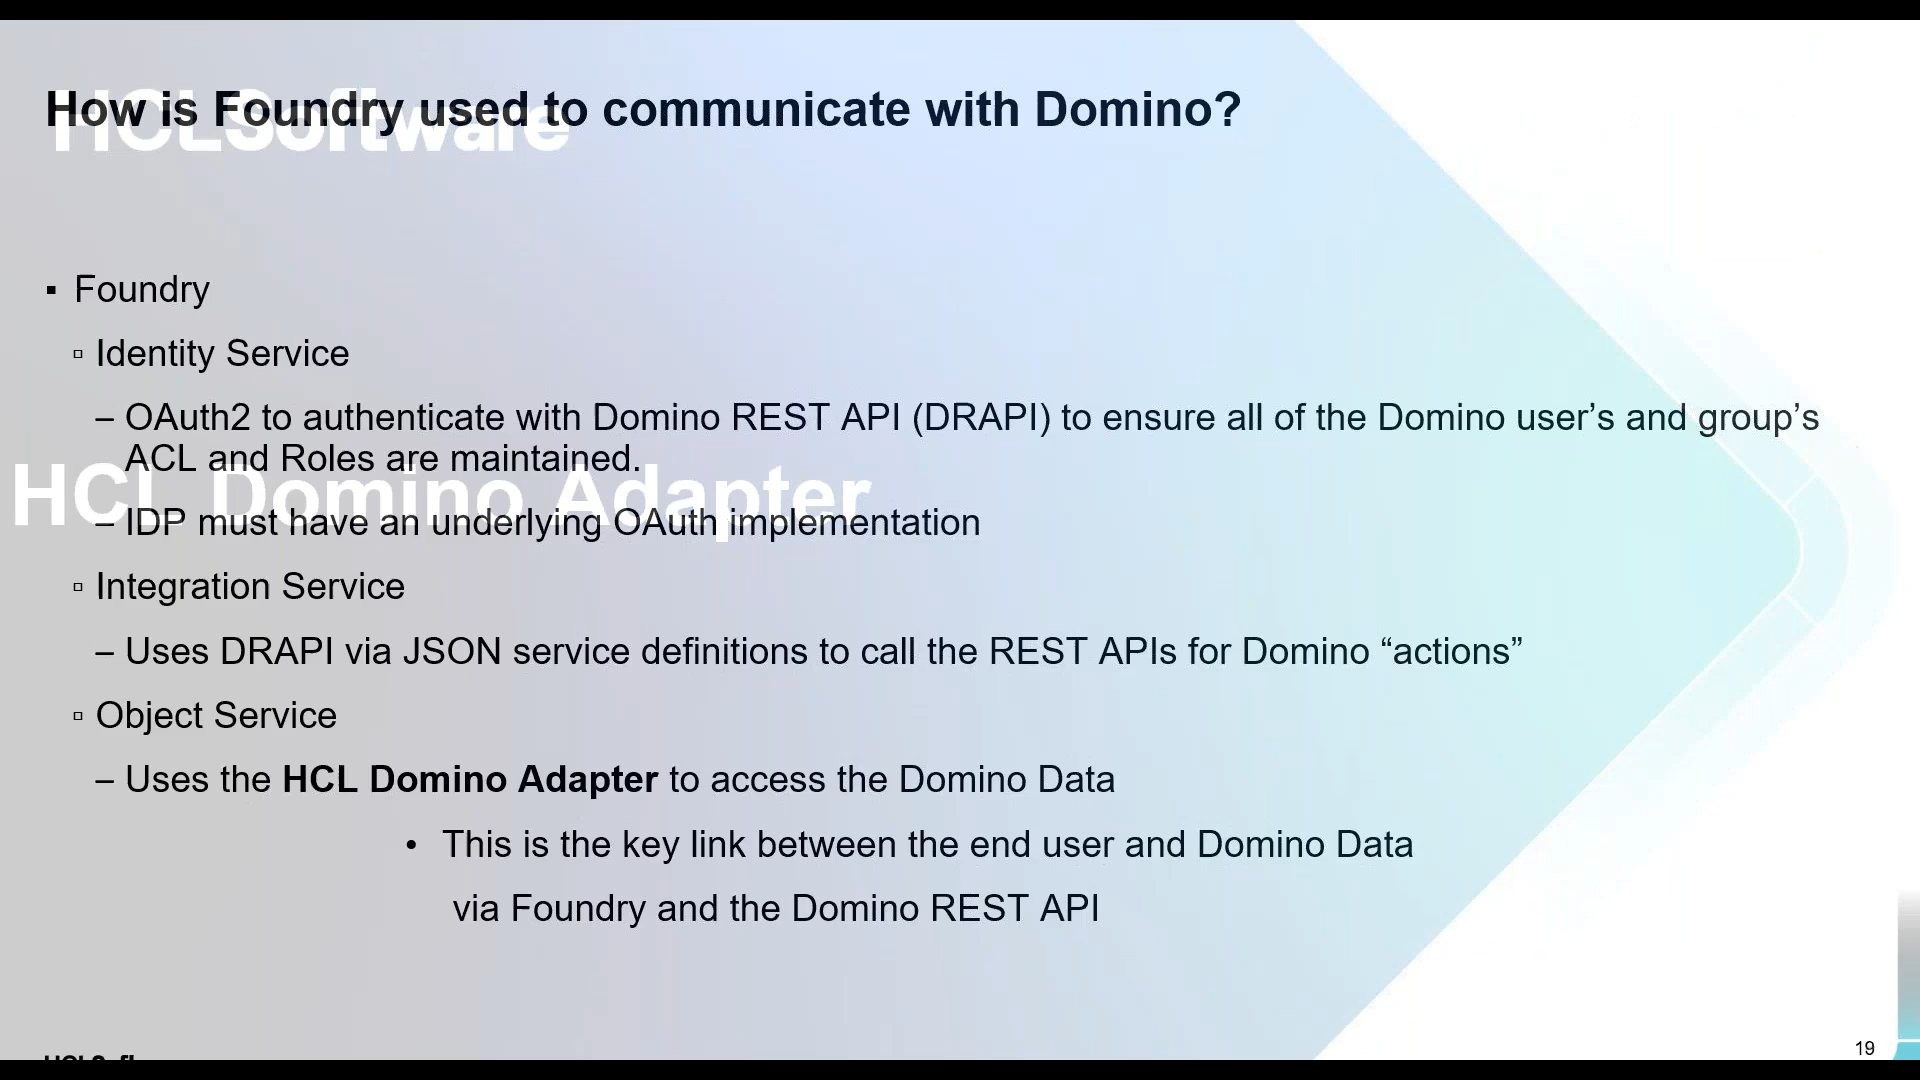 How is Foundry used to communicate with Domino?
HCLSoftware
▪ Foundry
▫ Identity Service
– OAuth2 to authenticate with Domino REST API (DRAPI) to ensure all of the Domino user’s and group’s
ACL and Roles are maintained.
HCL Domino Adapter
– IDP must have an underlying OAuth implementation
▫ Integration Service
– Uses DRAPI via JSON service definitions to call the REST APIs for Domino “actions”
▫ Object Service
– Uses the HCL Domino Adapter to access the Domino Data
• This is the key link between the end user and Domino Data
via Foundry and the Domino REST API
19